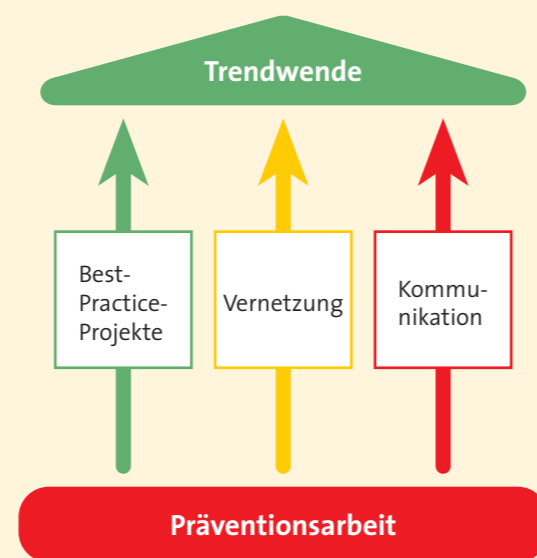 Trendwende
Best-
Practice-
Projekte
Vernetzung
Kommu-
nikation
Präventionsarbeit